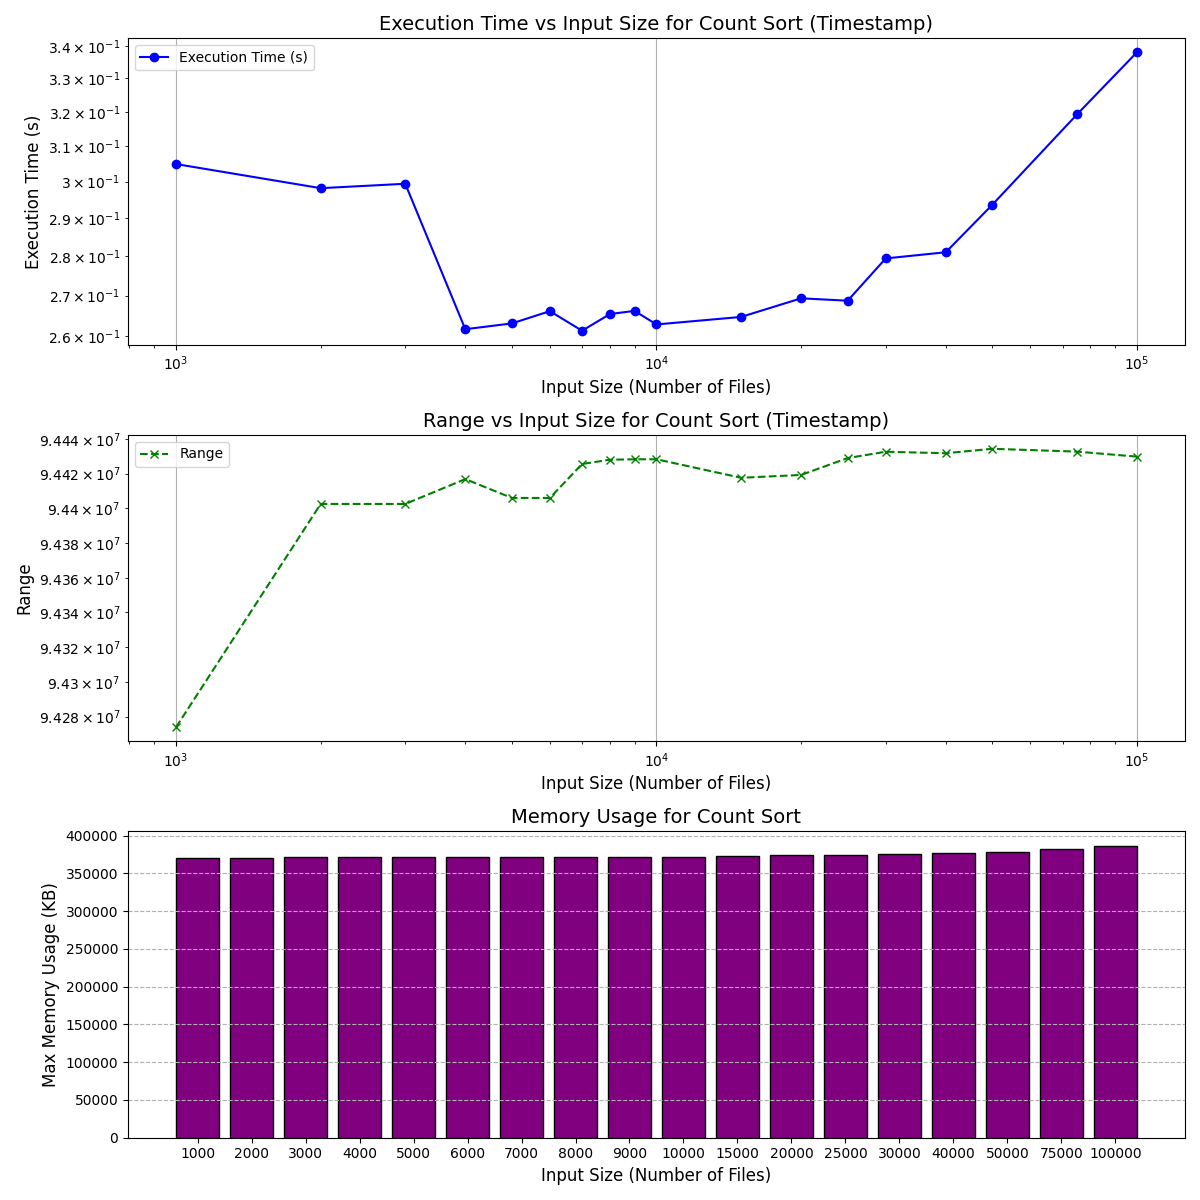 Execution Time vs Input Size for Count Sort (Timestamp)
Execution Time (s)
3.4 × 10⁻¹
3.3 × 10⁻¹
3.2 × 10⁻¹
3.1 × 10⁻¹
3 × 10⁻¹
2.9 × 10⁻¹
2.8 × 10⁻¹
2.7 × 10⁻¹
2.6 × 10⁻¹
Execution Time (s)
10³ 10⁴ 10⁵
Input Size (Number of Files)
Range vs Input Size for Count Sort (Timestamp)
Range
9.444 × 10⁷
9.442 × 10⁷
9.44 × 10⁷
9.438 × 10⁷
9.436 × 10⁷
9.434 × 10⁷
9.432 × 10⁷
9.43 × 10⁷
9.428 × 10⁷
Range
10³ 10⁴ 10⁵
Input Size (Number of Files)
Memory Usage for Count Sort
Max Memory Usage (KB)
400000
350000
300000
250000
200000
150000
100000
50000
0
1000 2000 3000 4000 5000 6000 7000 8000 9000 10000 15000 20000 25000 30000 40000 50000 75000 100000
Input Size (Number of Files)